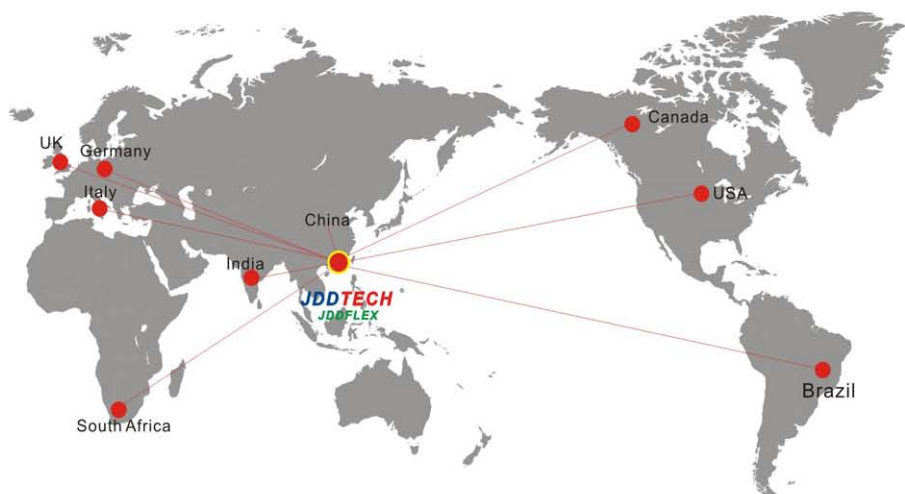 Canada
UK
Germany
Italy
USA
China
India
JDDTECH
JDDFLEX
Brazil
South Africa